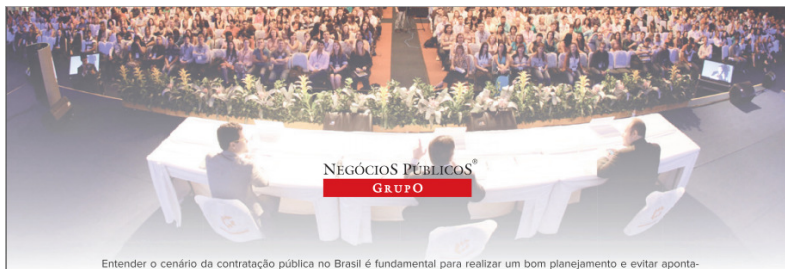 NEGÓCIOS PÚBLICOS®
GRUPO
Entender o cenário da contratação pública no Brasil é fundamental para realizar um bom planejamento e evitar aponta-